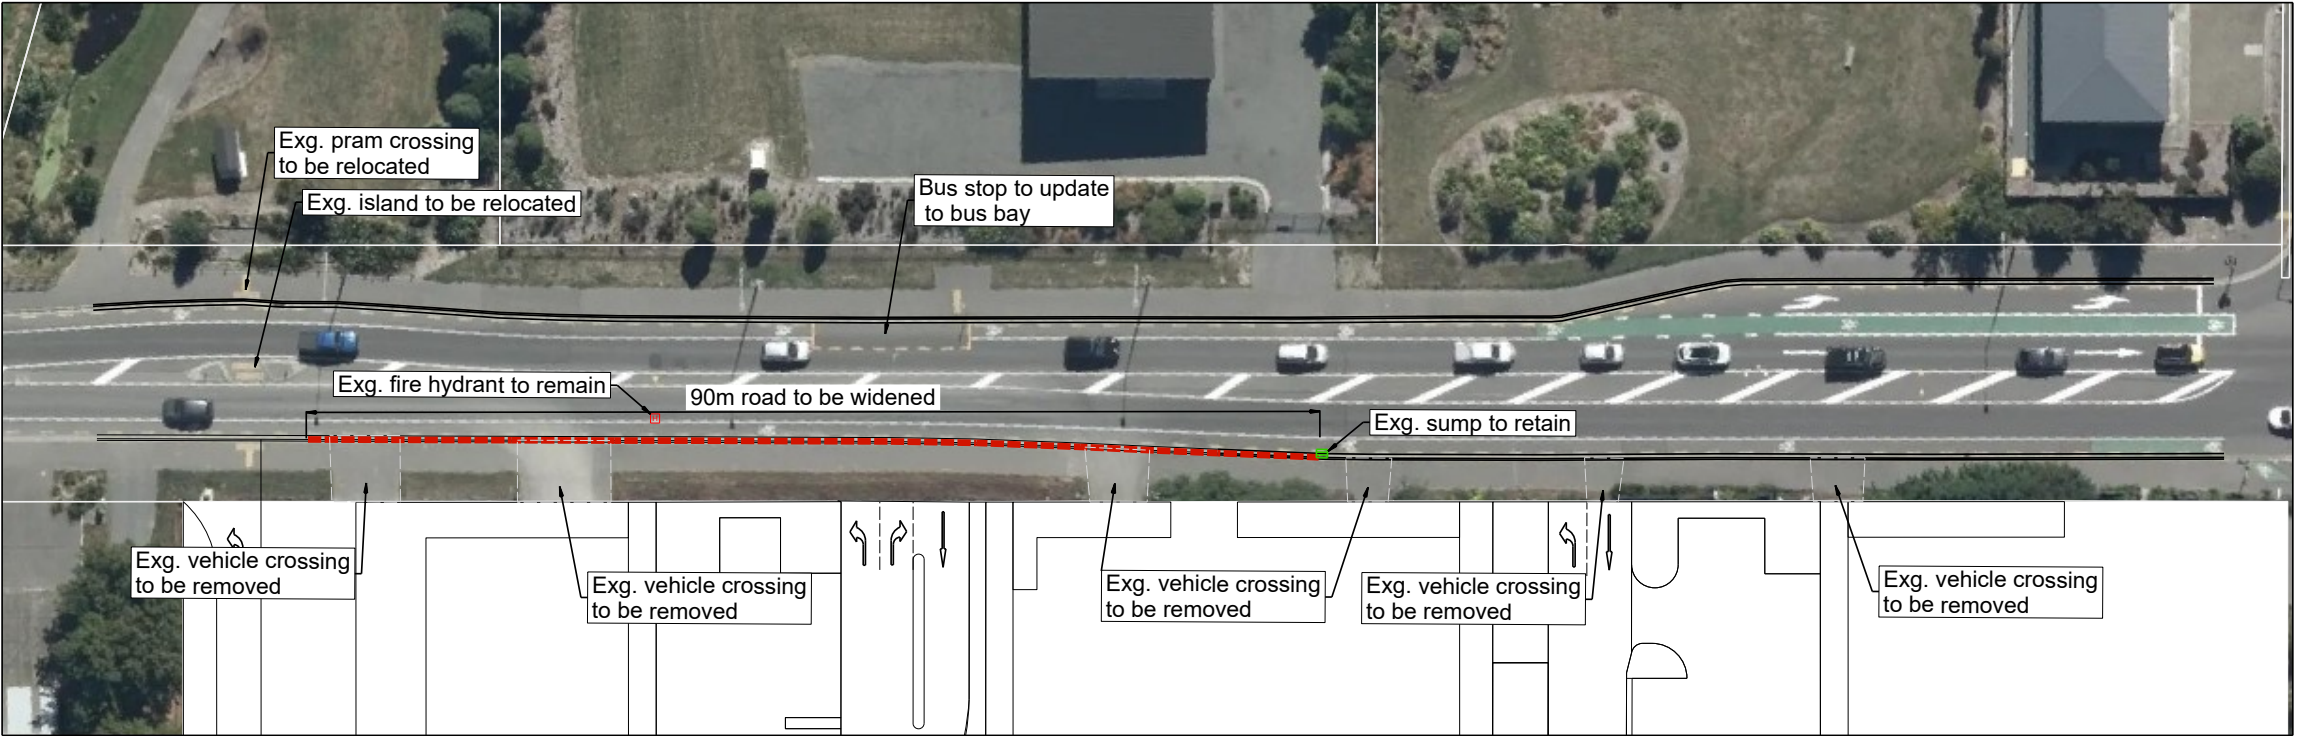 Exg. pram crossing
to be relocated
Exg. island to be relocated
Bus stop to update
to bus bay
Exg. fire hydrant to remain
90m road to be widened
H
Exg. sump to retain
Exg. vehicle crossing
to be removed
Exg. vehicle crossing
to be removed
Exg. vehicle crossing
to be removed
Exg. vehicle crossing
to be removed
Exg. vehicle crossing
to be removed